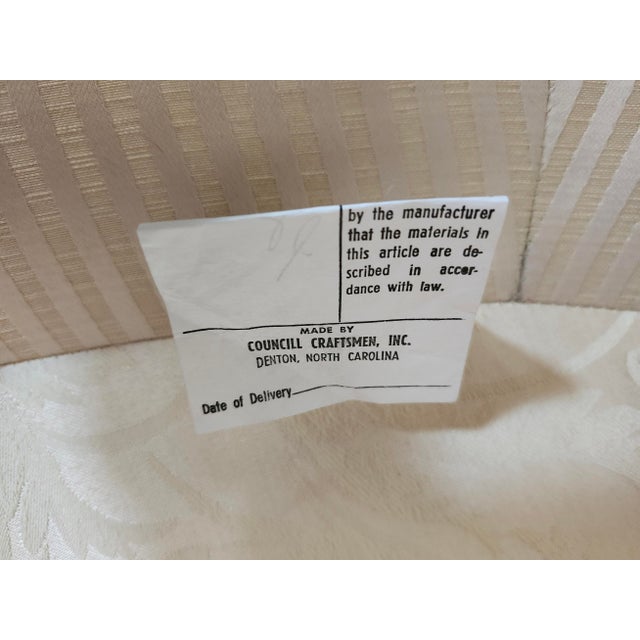 by the manufacturer
that the materials in
this article are de-
scribed in accor-
dance with law.
MADE BY
COUNCILL CRAFTSMEN, INC.
DENTON, NORTH CAROLINA
Date of Delivery